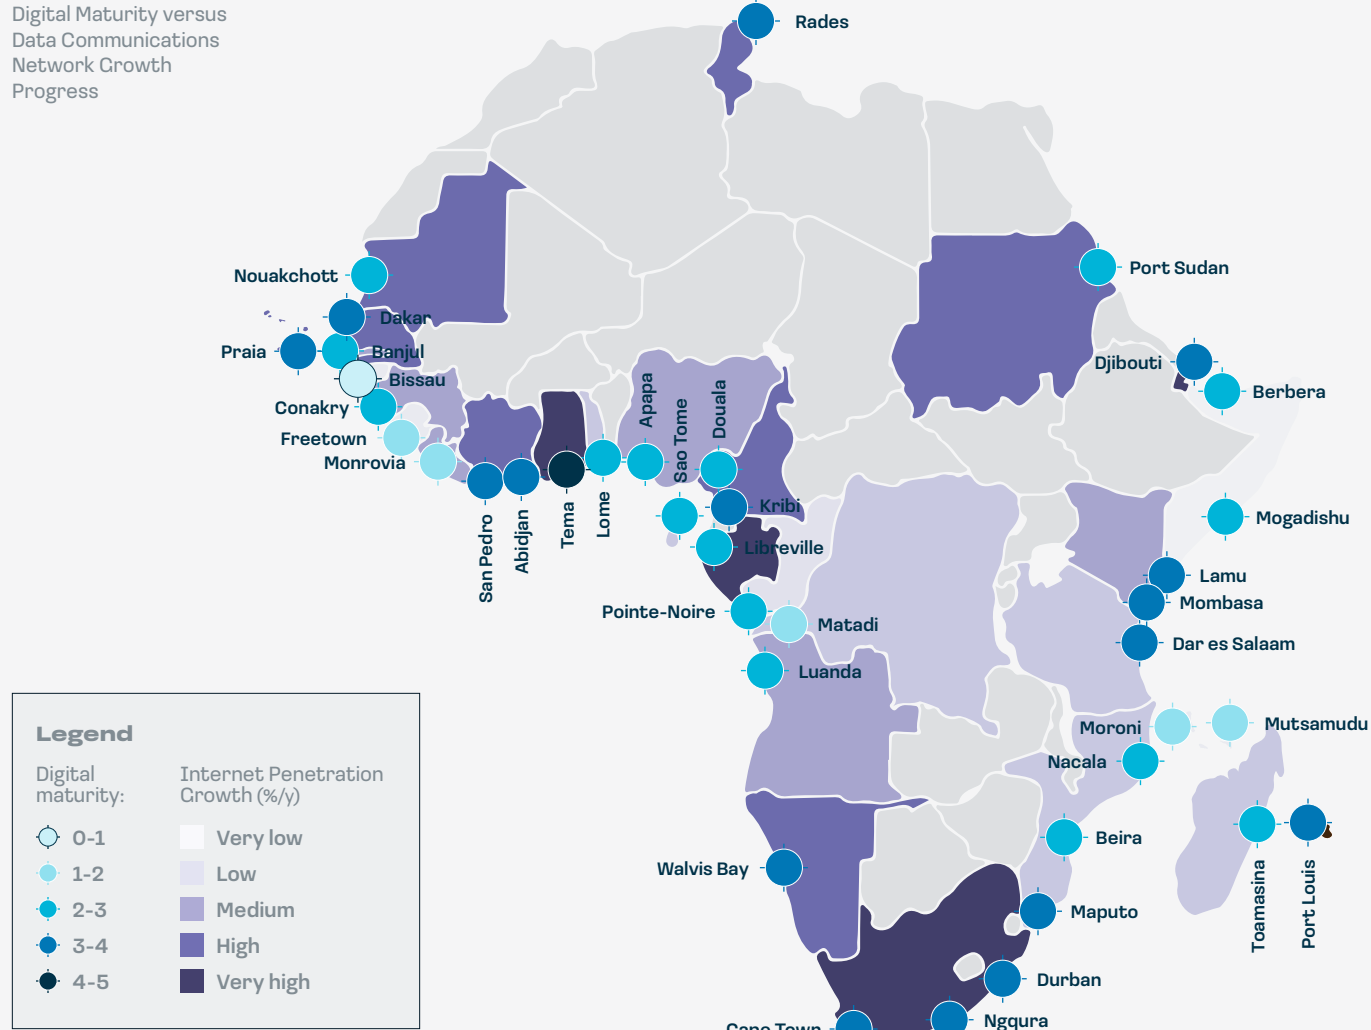 Digital Maturity versus
Data Communications
Network Growth
Progress
Rades
Nouakchott
Port Sudan
Dakar
Praia
Banjul
Djibouti
Bissau
Berbera
Conakry
Apapa
Sao Tome
Douala
Freetown
Monrovia
San Pedro
Abidjan
Tema
Lome
Kribi
Mogadishu
Libreville
Lamu
Mombasa
Pointe-Noire
Matadi
Dar es Salaam
Luanda
Moroni
Mutsamudu
Nacala
Beira
Walvis Bay
Toamasina
Port Louis
Maputo
Durban
Ngqura
Cape Town
Legend
Digital
maturity:
0-1
1-2
2-3
3-4
4-5
Internet Penetration
Growth (%/y)
Very low
Low
Medium
High
Very high